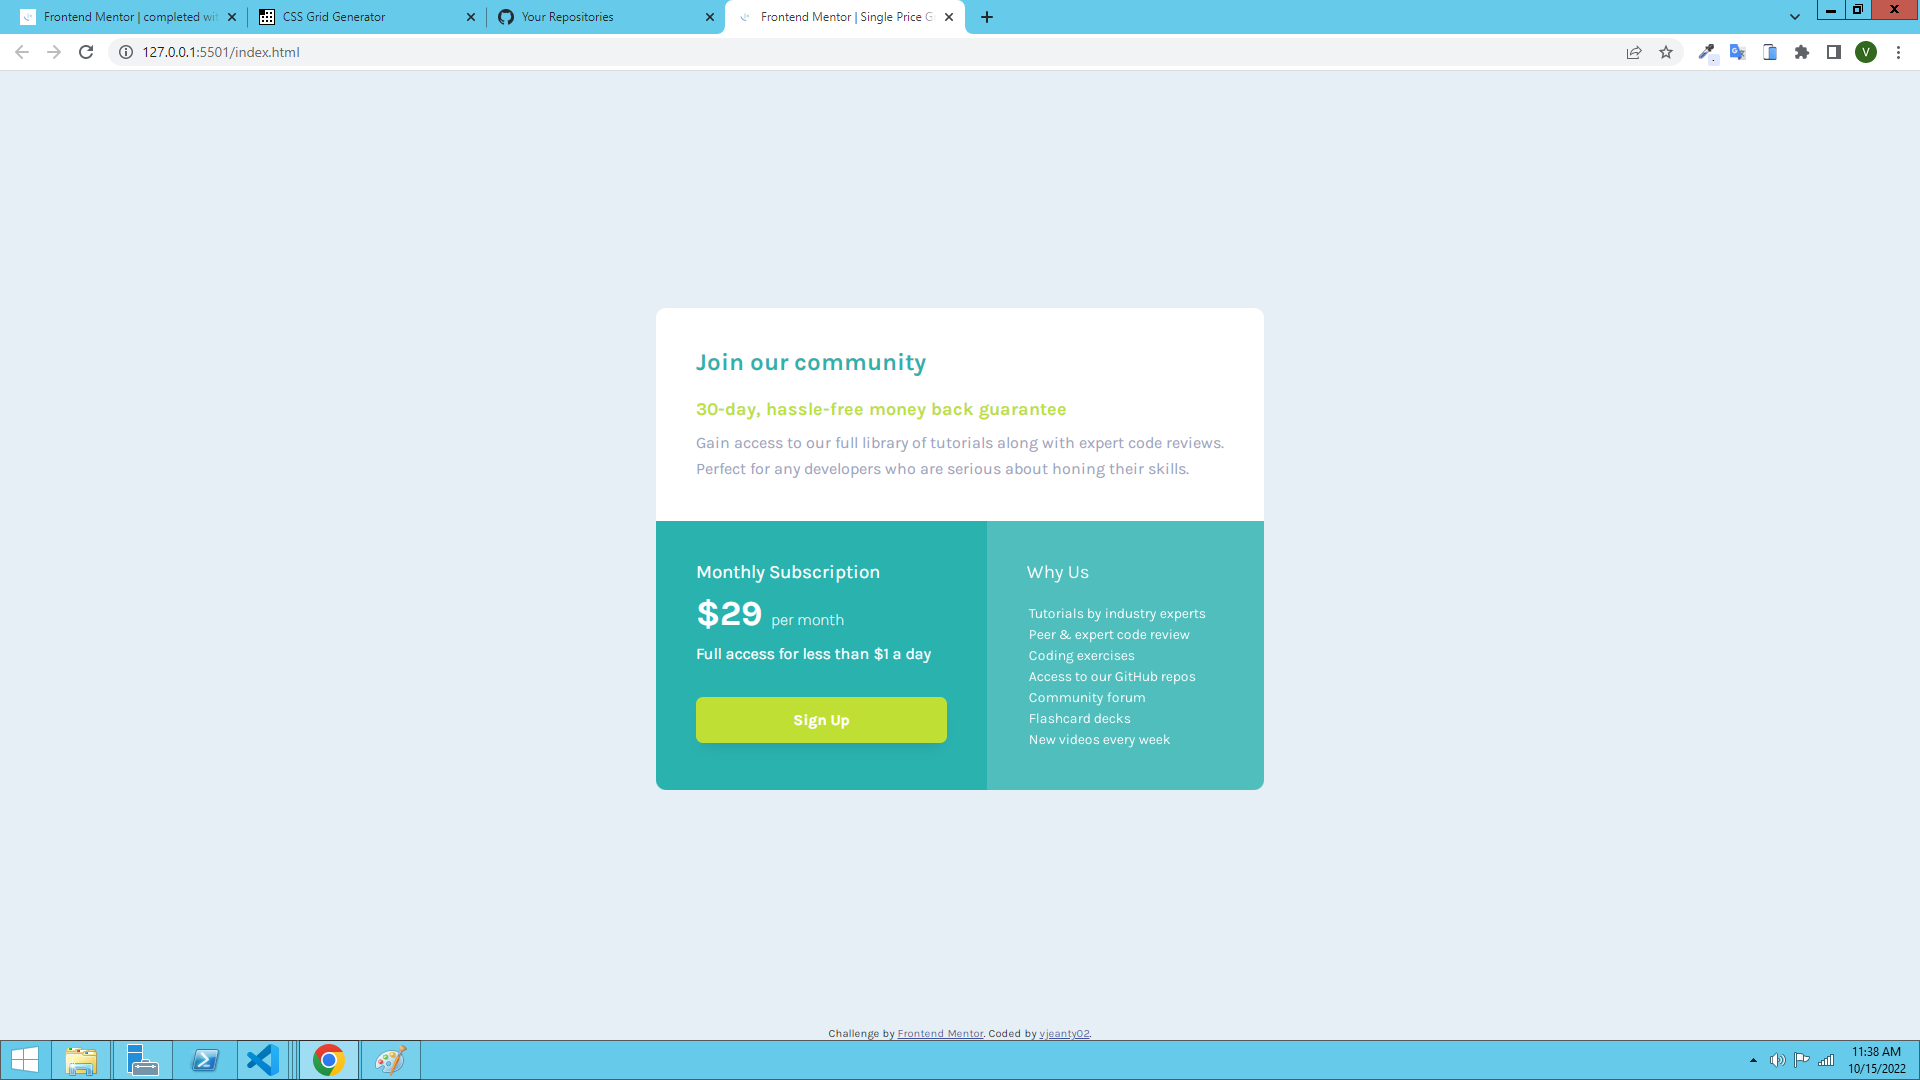 Frontend Mentor | completed wi
CSS Grid Generator
Your Repositories
Frontend Mentor | Single Price G
127.0.0.1:5501/index.html
V
Join our community
30-day, hassle-free money back guarantee
Gain access to our full library of tutorials along with expert code reviews.
Perfect for any developers who are serious about honing their skills.
Monthly Subscription
$29 per month
Full access for less than $1 a day
Sign Up
Why Us
Tutorials by industry experts
Peer & expert code review
Coding exercises
Access to our GitHub repos
Community forum
Flashcard decks
New videos every week
Challenge by Frontend Mentor. Coded by vjeanty02.
11:38 AM
10/15/2022